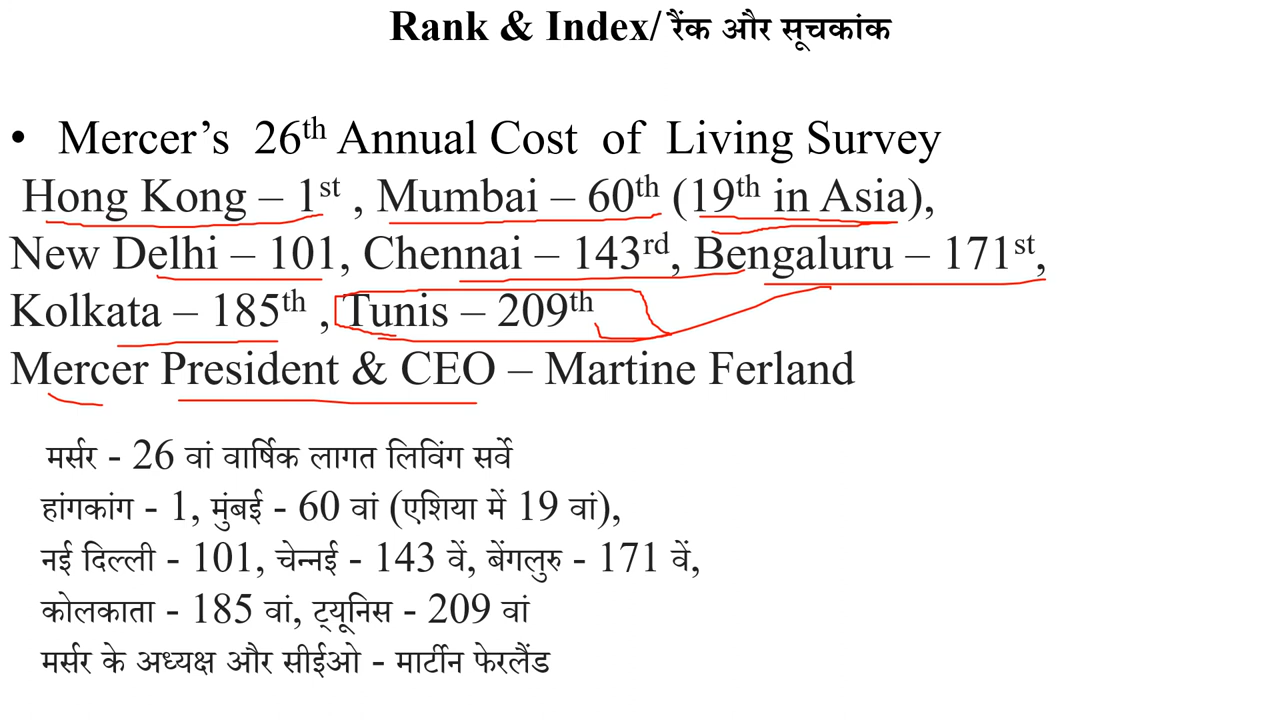 Rank & Index/ रैंक और सूचकांक
• Mercer’s 26th Annual Cost of Living Survey
Hong Kong – 1st , Mumbai – 60th (19th in Asia),
New Delhi – 101, Chennai – 143rd, Bengaluru – 171st,
Kolkata – 185th , Tunis – 209th
Mercer President & CEO – Martine Ferland
मर्सर - 26 वां वार्षिक लागत लिविंग सर्वे
हांगकांग - 1, मुंबई - 60 वां (एशिया में 19 वां),
नई दिल्ली - 101, चेन्नई - 143 वें, बेंगलुरु - 171 वें,
कोलकाता - 185 वां, ट्यूनिस - 209 वां
मर्सर के अध्यक्ष और सीईओ - मार्टीन फेरलैंड